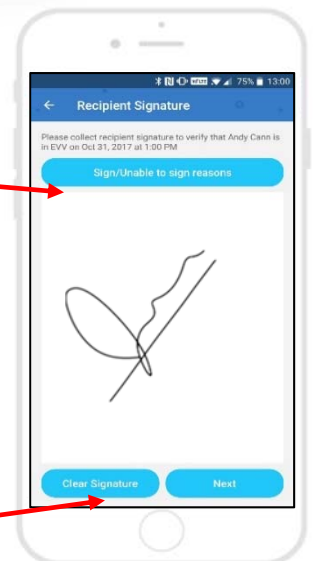 75% 13:00
Recipient Signature
Please collect recipient signature to verify that Andy Cann is
in EVV on Oct 31, 2017 at 1:00 PM
Sign/Unable to sign reasons
Clear Signature
Next